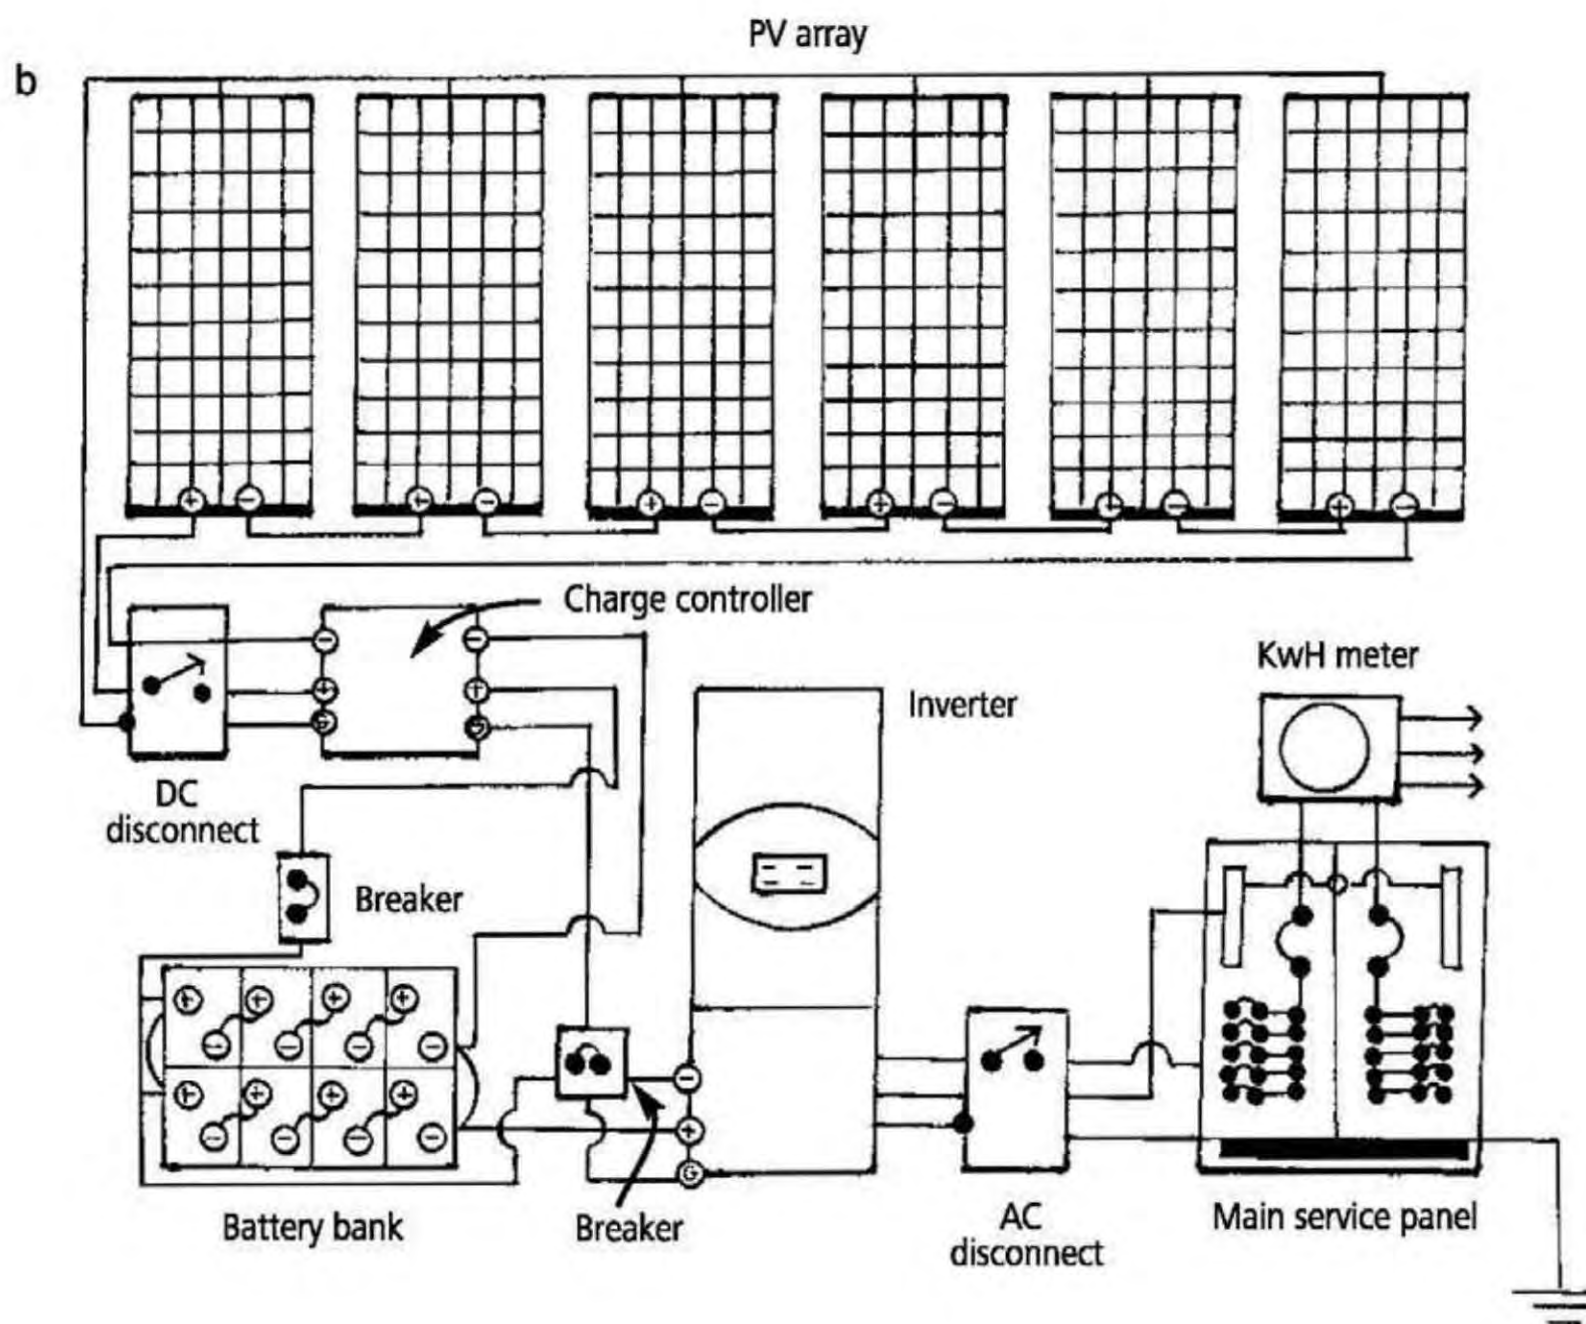 PV array
b
+ − + − + − + − + − + −
Charge controller
− −
+ +
G G
KwH meter
Inverter
DC
disconnect
Breaker
+ + + +
− − − −
+ + + +
− − − −
−
+
G
Battery bank
Breaker
AC
disconnect
Main service panel